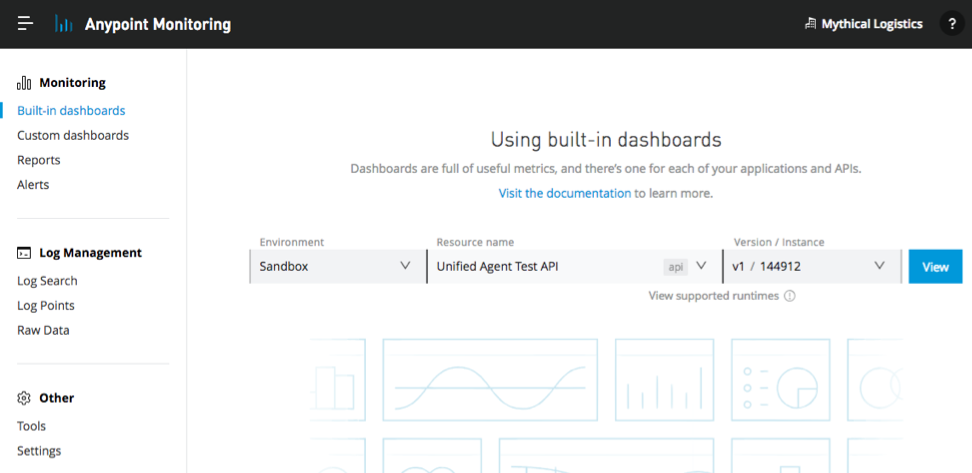 Anypoint Monitoring
Mythical Logistics
?
Monitoring
Built-in dashboards
Custom dashboards
Reports
Alerts
Log Management
Log Search
Log Points
Raw Data
Other
Tools
Settings
Using built-in dashboards
Dashboards are full of useful metrics, and there's one for each of your applications and APIs.
Visit the documentation to learn more.
Environment Resource name Version / Instance
Sandbox Unified Agent Test API api v1 / 144912 View
View supported runtimes